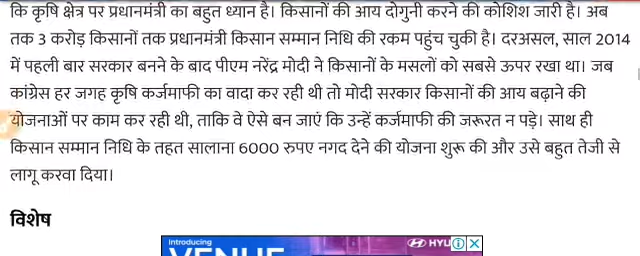 कि कृषि क्षेत्र पर प्रधानमंत्री का बहुत ध्यान है। किसानों की आय दोगुनी करने की कोशिश जारी है। अब
तक 3 करोड़ किसानों तक प्रधानमंत्री किसान सम्मान निधि की रकम पहुंच चुकी है। दरअसल, साल 2014
में पहली बार सरकार बनने के बाद पीएम नरेंद्र मोदी ने किसानों के मसलों को सबसे ऊपर रखा था। जब
कांग्रेस हर जगह कृषि कर्जमाफी का वादा कर रही थी तो मोदी सरकार किसानों की आय बढ़ाने की
योजनाओं पर काम कर रही थी, ताकि वे ऐसे बन जाएं कि उन्हें कर्जमाफी की ज़रूरत न पड़े। साथ ही
किसान सम्मान निधि के तहत सालाना 6000 रुपए नगद देने की योजना शुरू की और उसे बहुत तेजी से
लागू करवा दिया।
विशेष
Introducing
VENUE
HYU